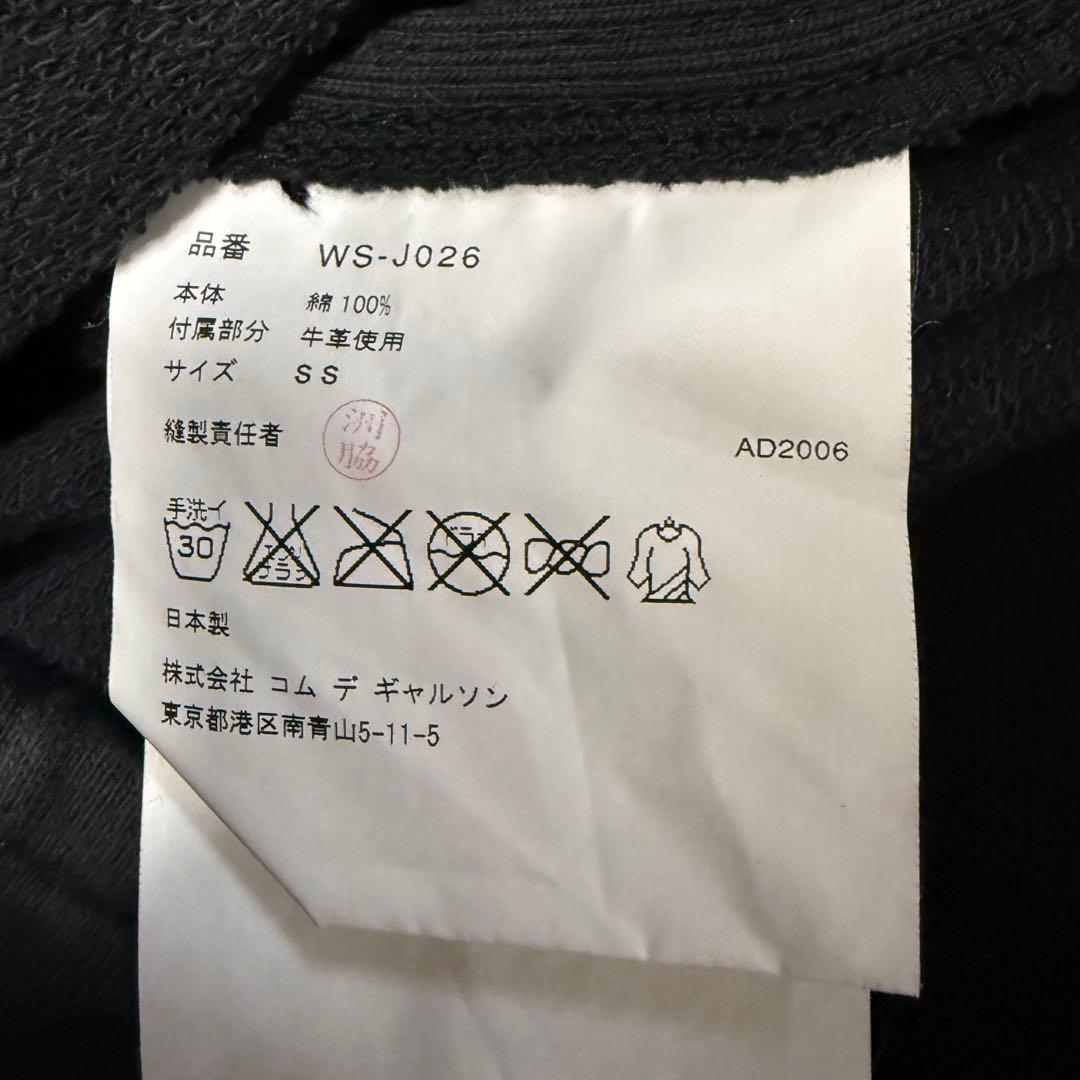 品番 WS-J026
本体 綿 100%
付属部分 牛革使用
サイズ SS
縫製責任者 洲脇 AD2006
手洗イ
30
日本製
株式会社 コム デ ギャルソン
東京都港区南青山5-11-5